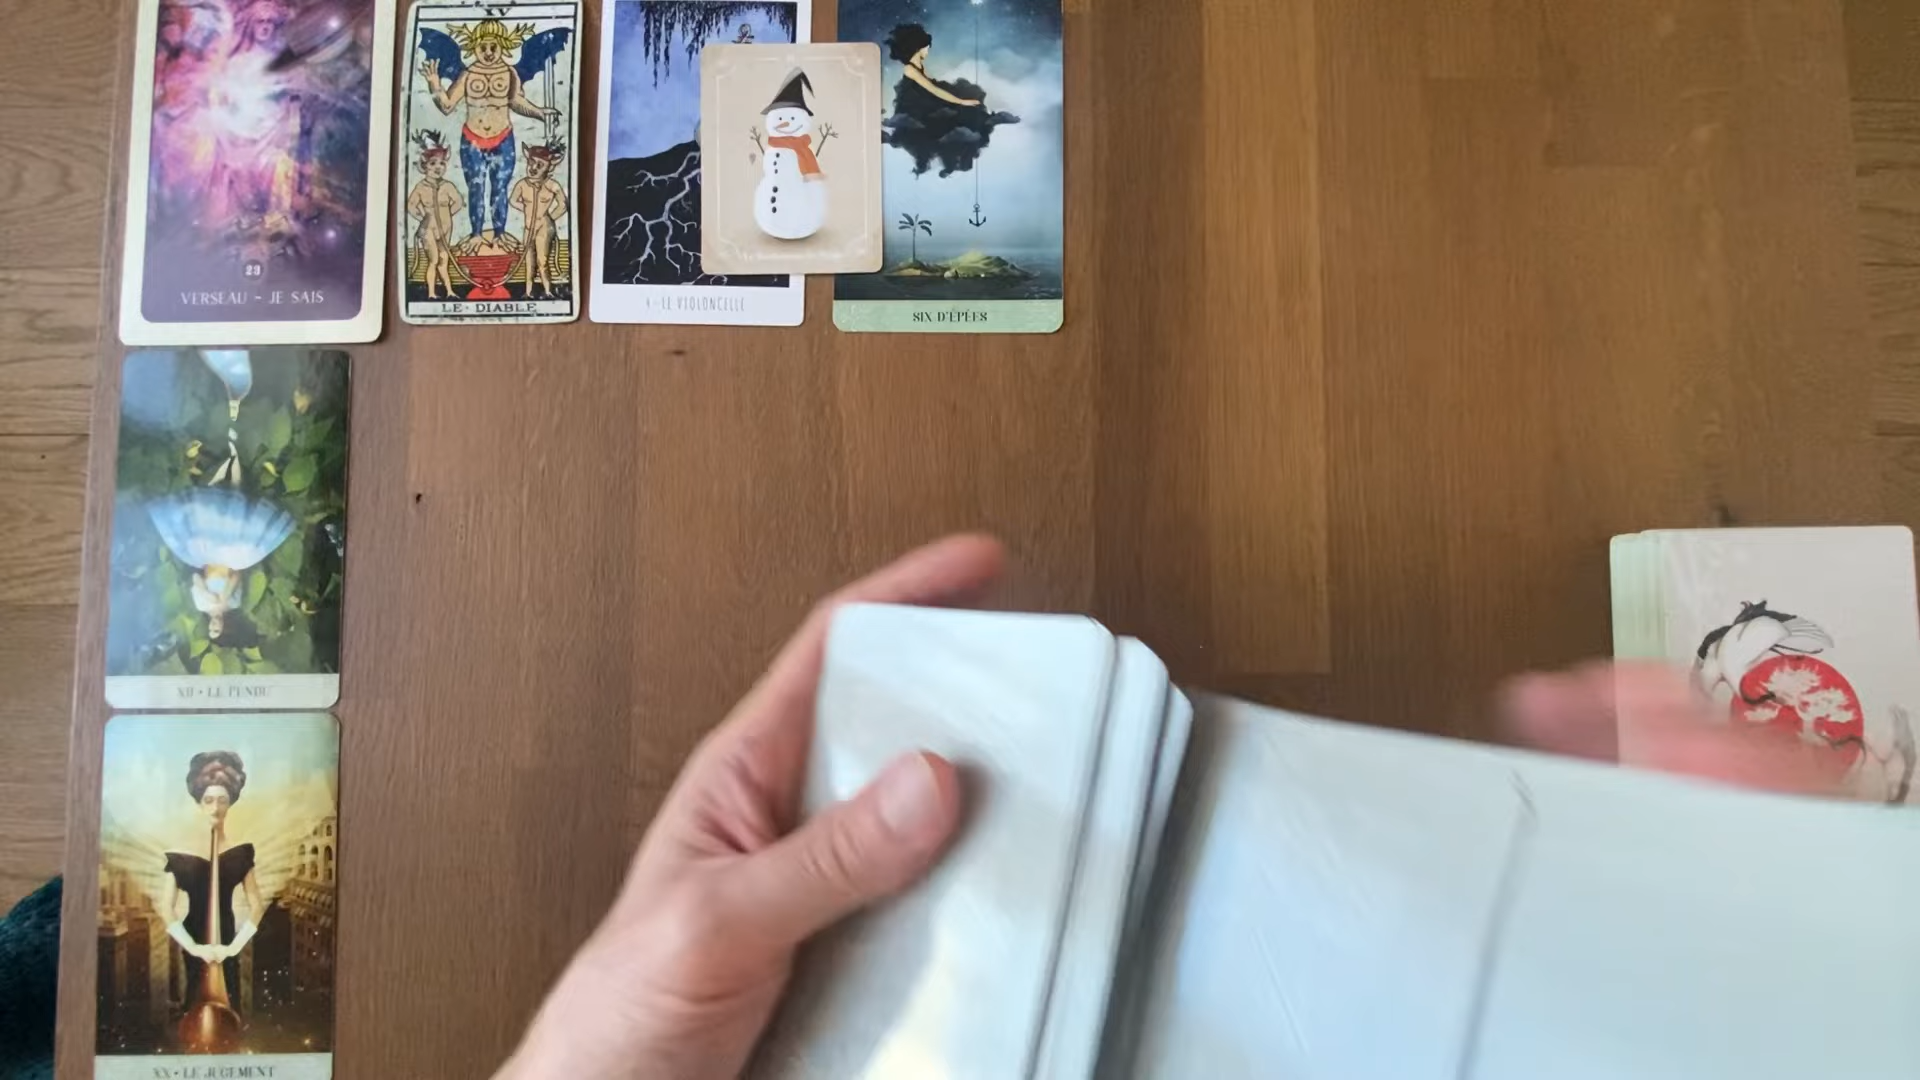 23
VERSEAU - JE SAIS
XV
LE·DIABLE
LE VIOLONCELLE
SIX D'ÉPÉES
XII • LE PENDU
XX • LE JUGEMENT